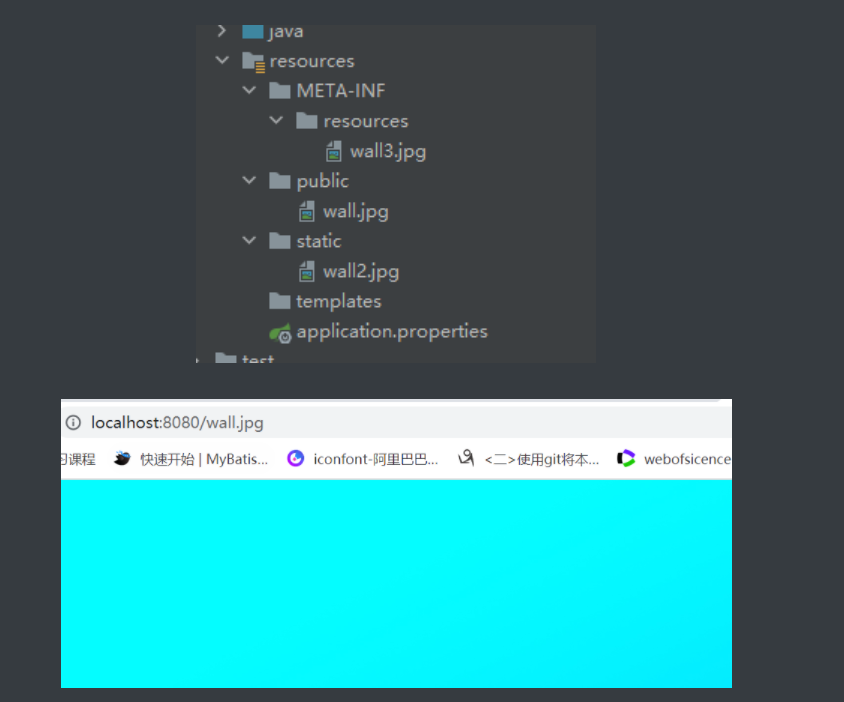 java
resources
META-INF
resources
wall3.jpg
public
wall.jpg
static
wall2.jpg
templates
application.properties
test
localhost:8080/wall.jpg
习课程 快速开始 | MyBatis... iconfont-阿里巴巴... <二>使用git将本... webofsicence